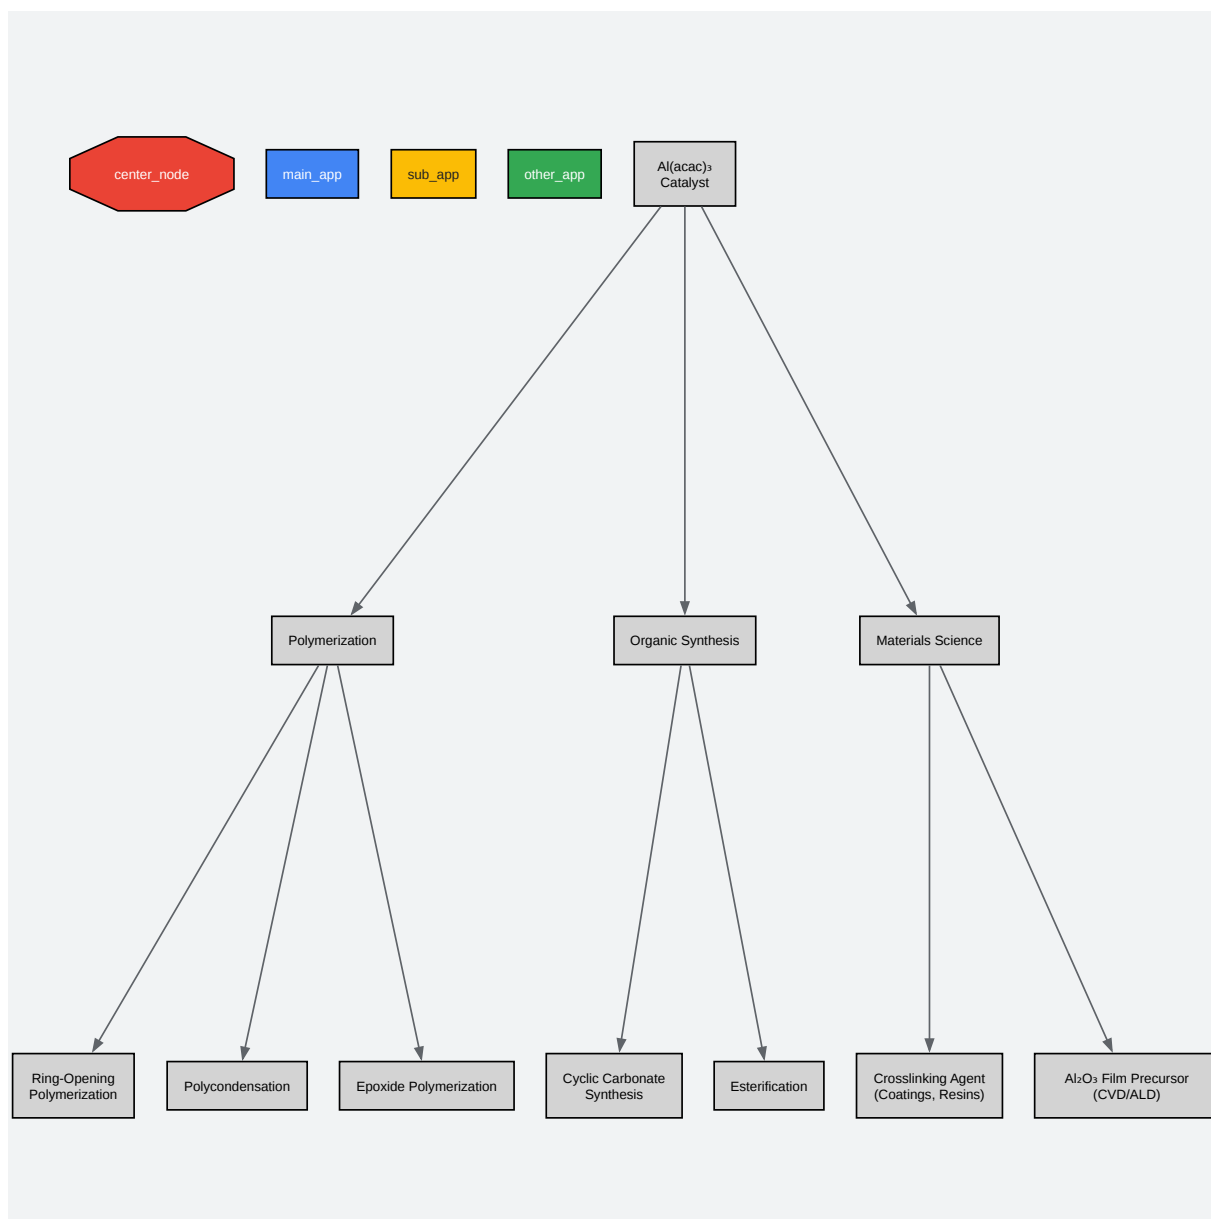 center_node
main_app
sub_app
other_app
Al(acac)₃
Catalyst
Polymerization
Organic Synthesis
Materials Science
Ring-Opening
Polymerization
Polycondensation
Epoxide Polymerization
Cyclic Carbonate
Synthesis
Esterification
Crosslinking Agent
(Coatings, Resins)
Al₂O₃ Film Precursor
(CVD/ALD)